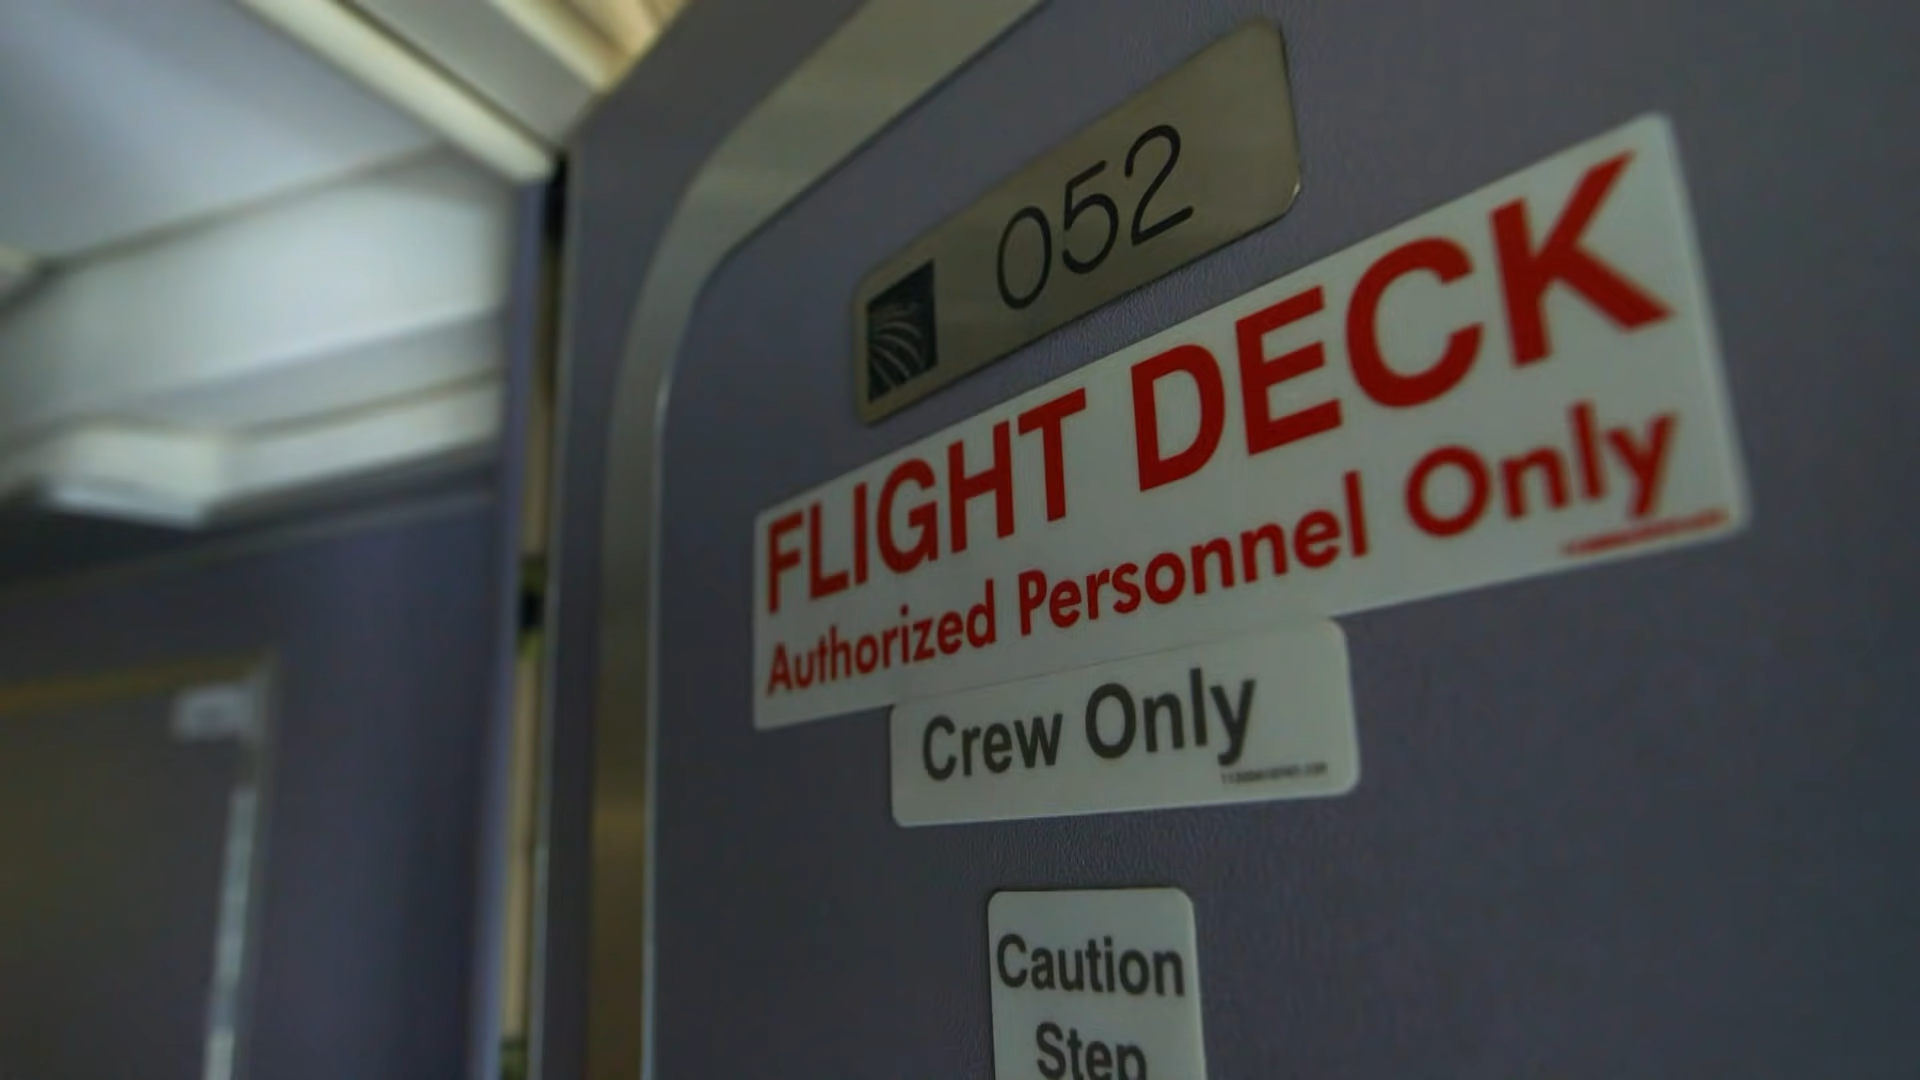 052
FLIGHT DECK
Authorized Personnel Only
Crew Only
Caution
Step